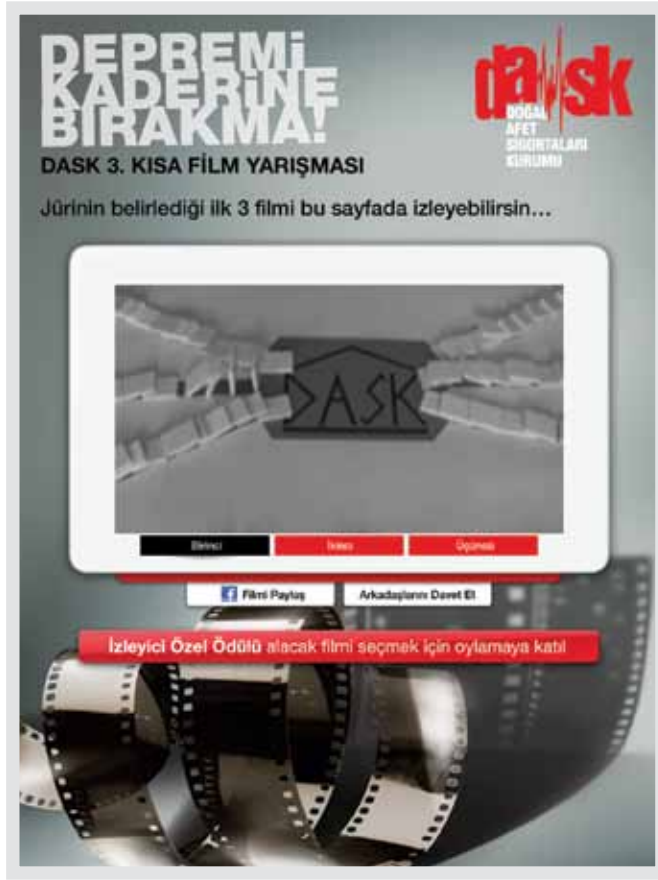 DEPREMİ
KADERİNE
BIRAKMA!
dask
DOĞAL
AFET
SİGORTALARI
KURUMU
DASK 3. KISA FİLM YARIŞMASI
Jürinin belirlediği ilk 3 filmi bu sayfada izleyebilirsin...
DASK
Birinci İkinci Üçüncü
Filmi Paylaş Arkadaşlarını Davet Et
İzleyici Özel Ödülü alacak filmi seçmek için oylamaya katıl